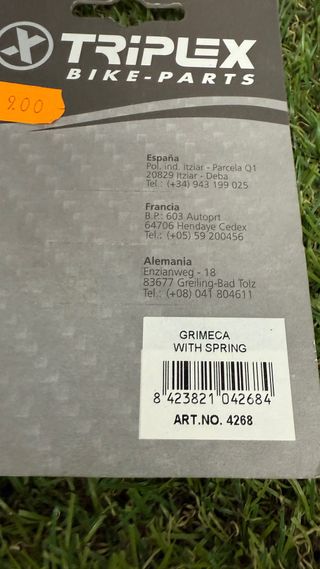 TRIPLEX
BIKE-PARTS
9.00
España
Pol. ind. Itziar - Parcela Q1
20829 Itziar - Deba
Tel.: (+34) 943 199 025
Francia
B.P.: 603 Autoprt
64706 Hendaye Cedex
Tel.: (+05) 59 200456
Alemania
Enzianweg - 18
83677 Greiling-Bad Tolz
Tel.: (+08) 041 804611
GRIMECA
WITH SPRING
8 423821 042684
ART.NO. 4268